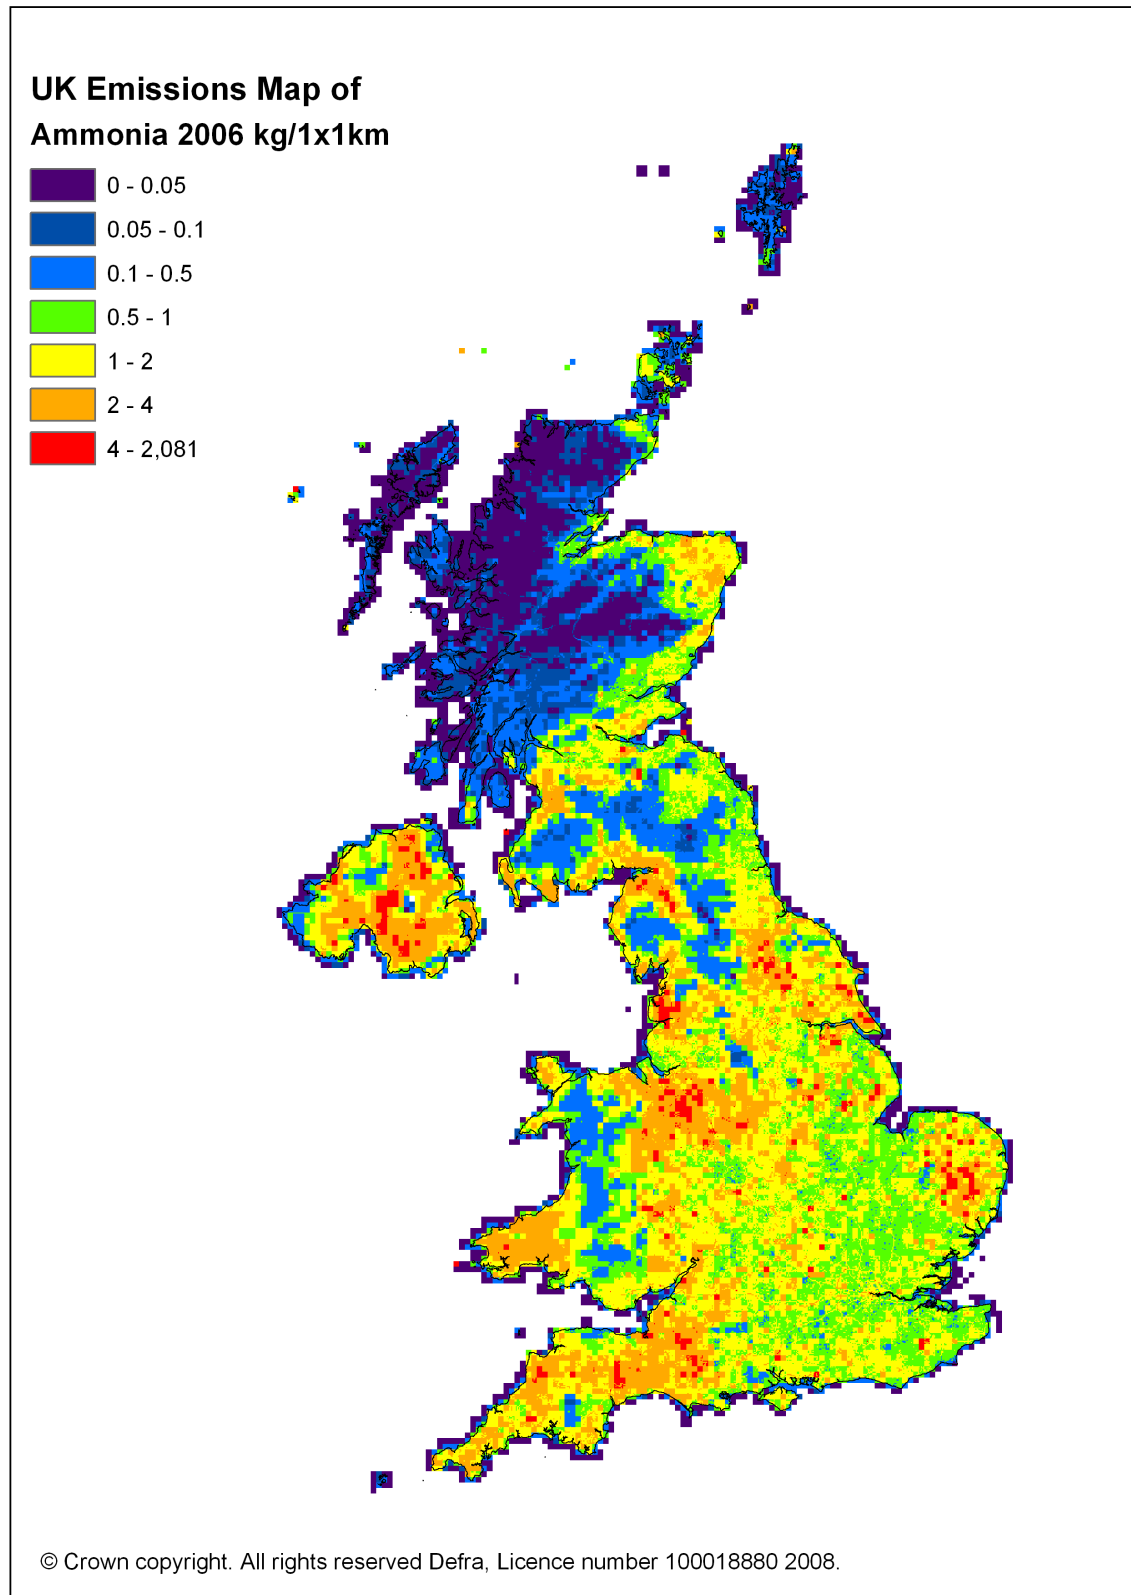 UK Emissions Map of
Ammonia 2006 kg/1x1km
0 - 0.05
0.05 - 0.1
0.1 - 0.5
0.5 - 1
1 - 2
2 - 4
4 - 2,081
© Crown copyright. All rights reserved Defra, Licence number 100018880 2008.